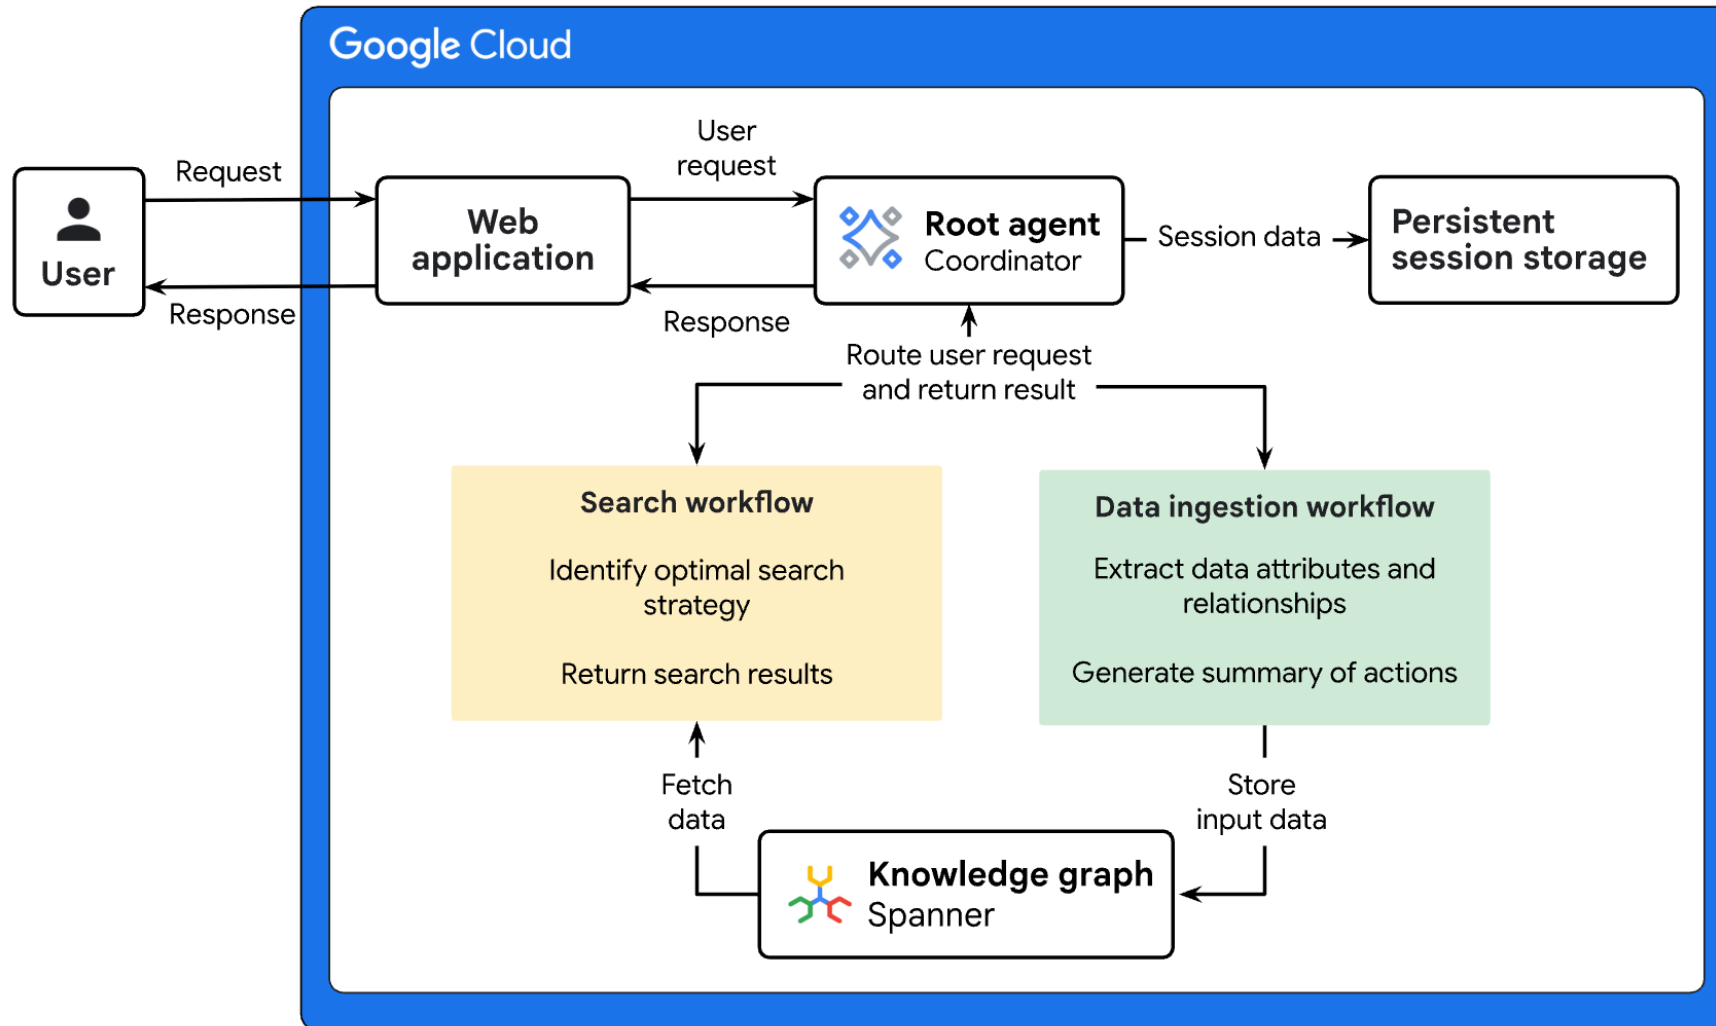 Google Cloud
User
request
Request
Web
application
Root agent
Coordinator
Session data
Persistent
session storage
User
Response
Response
Route user request
and return result
Search workflow
Identify optimal search
strategy
Return search results
Data ingestion workflow
Extract data attributes and
relationships
Generate summary of actions
Fetch
data
Store
input data
Knowledge graph
Spanner